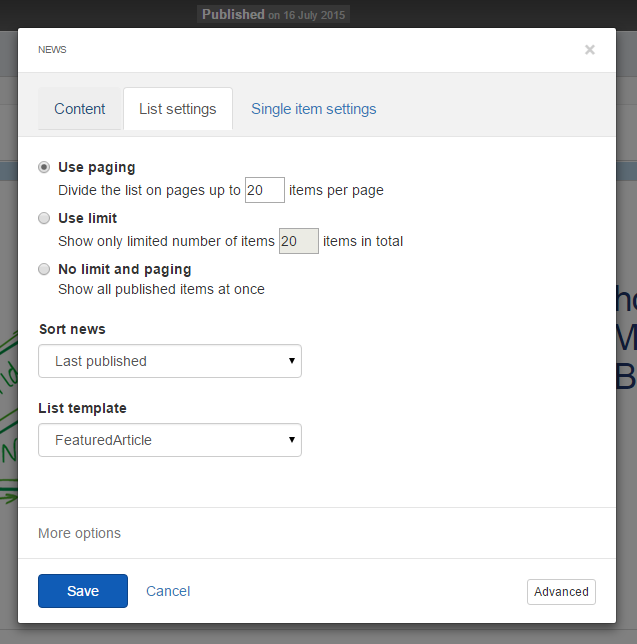 Published on 16 July 2015
NEWS
×
Content
List settings
Single item settings
Use paging
Divide the list on pages up to 20 items per page
Use limit
Show only limited number of items 20 items in total
No limit and paging
Show all published items at once
Sort news
Last published
List template
FeaturedArticle
More options
Save
Cancel
Advanced